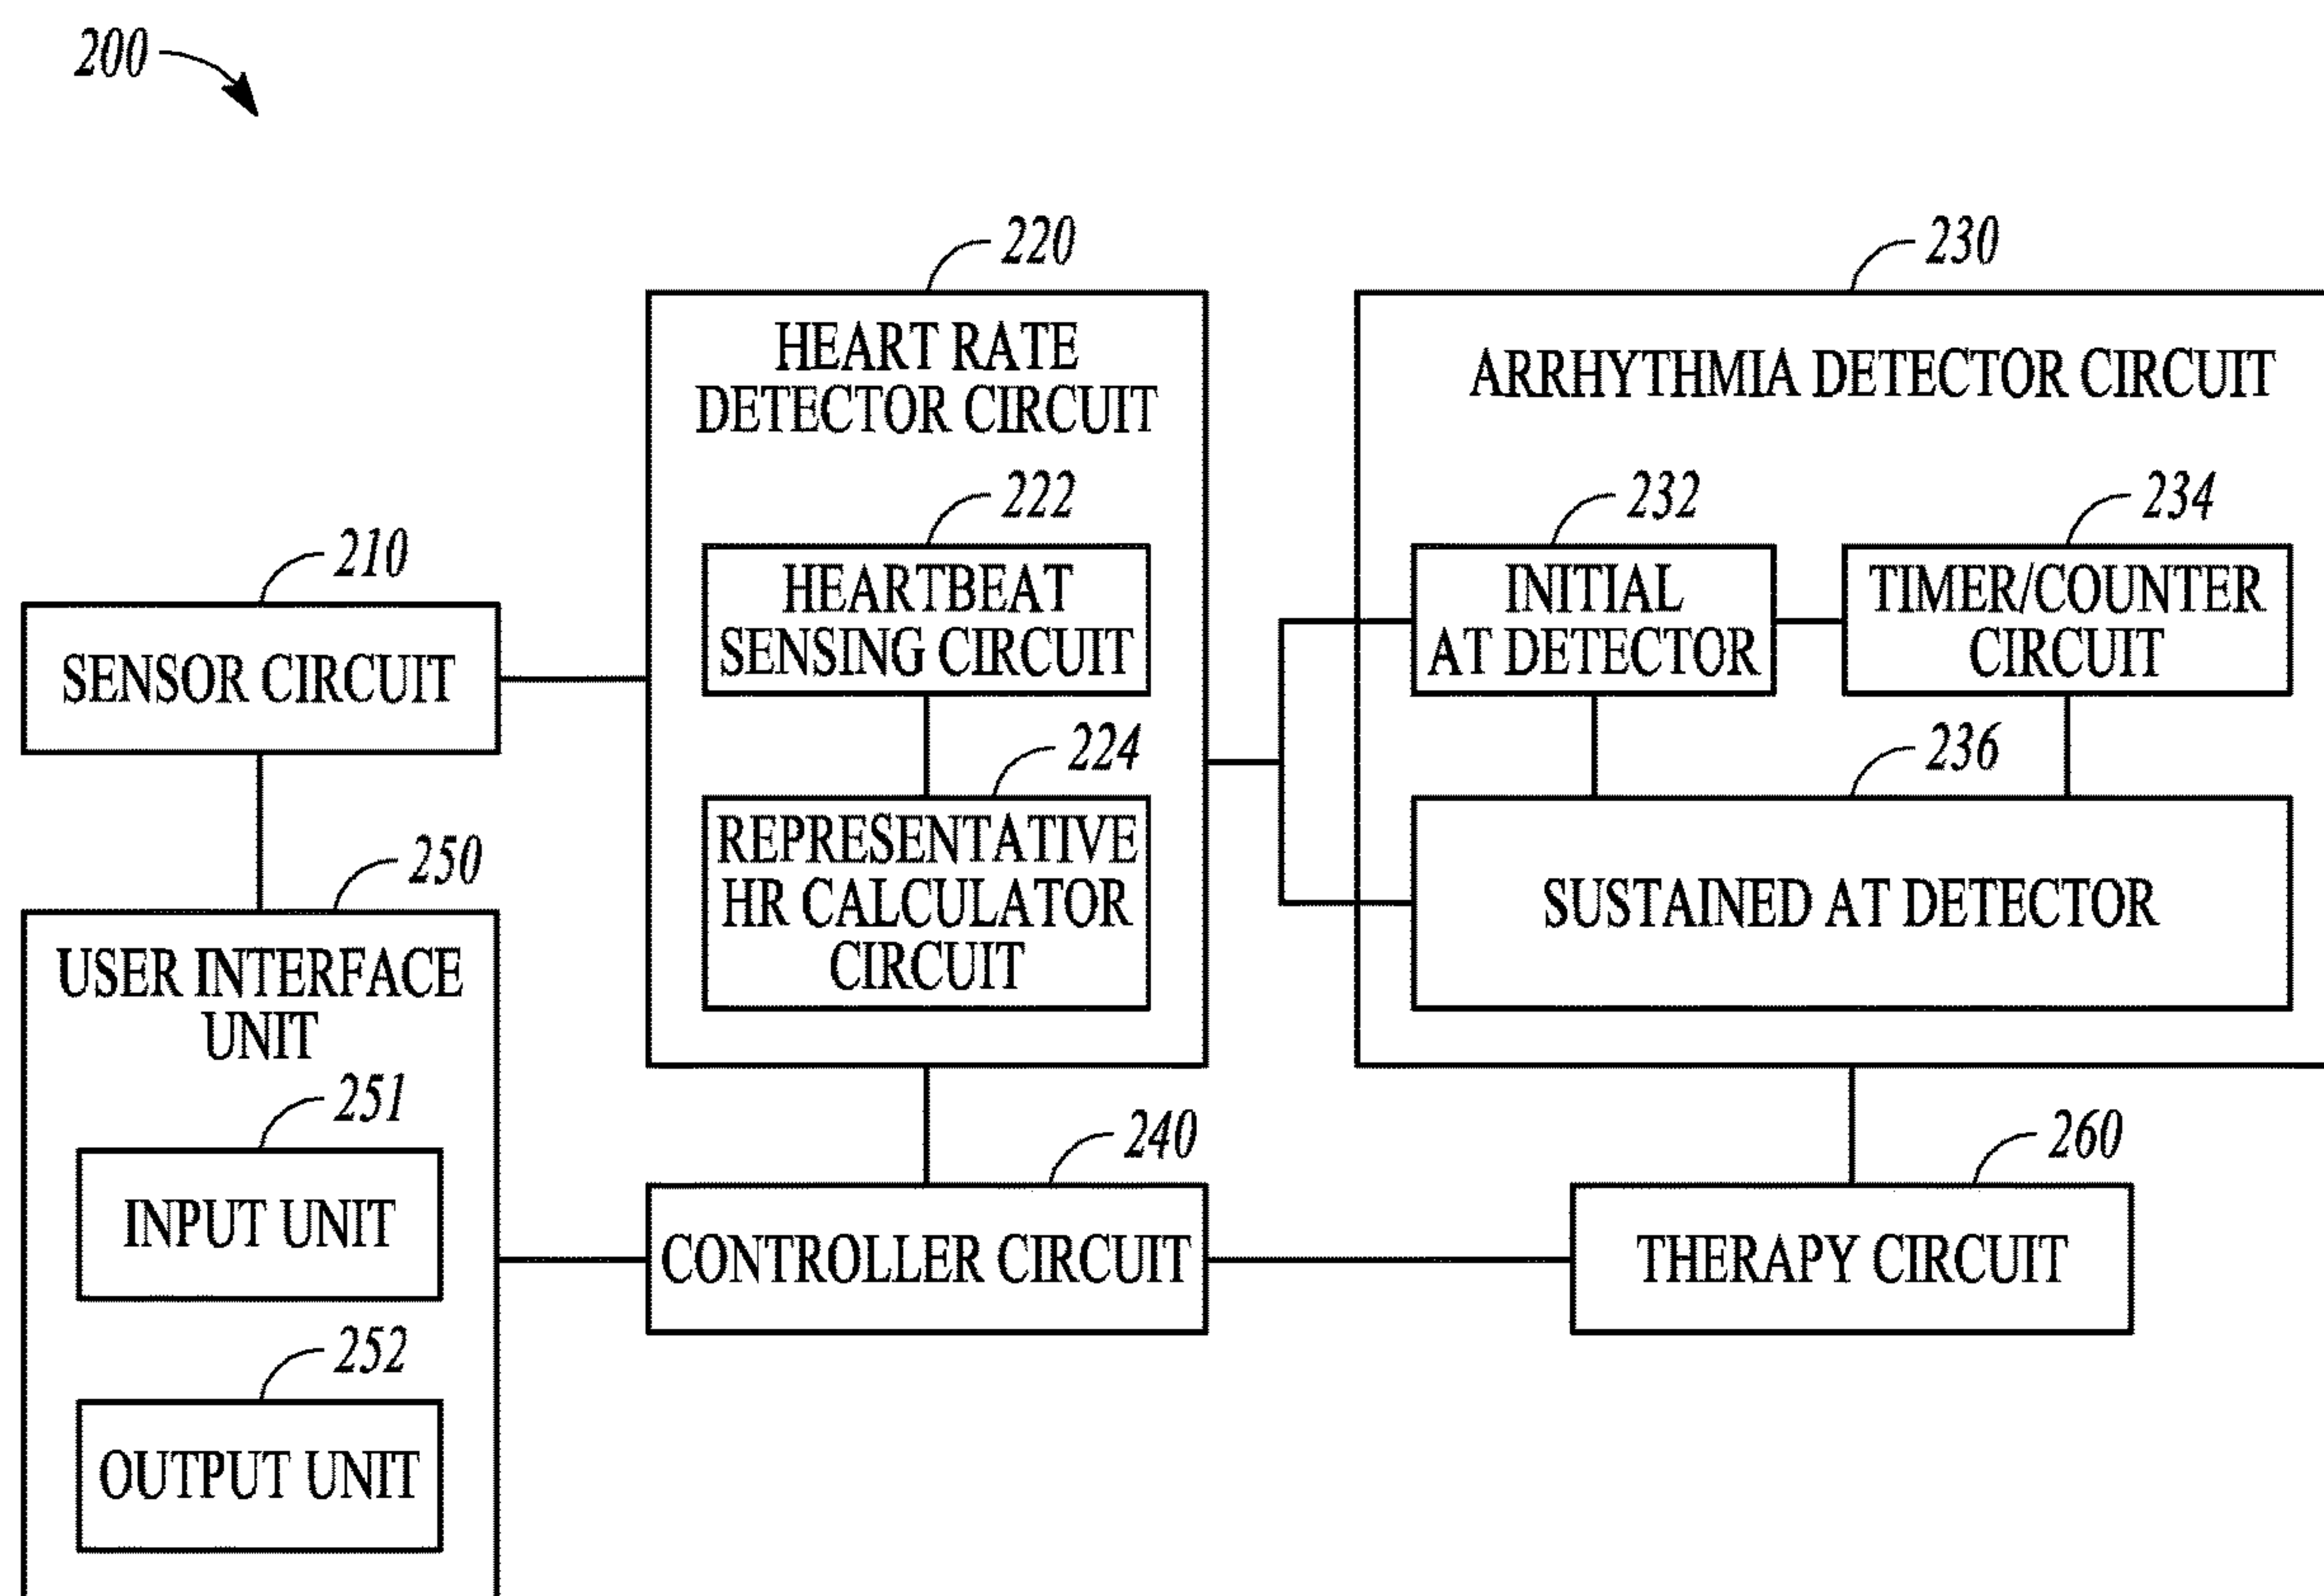 200
220
HEART RATE
DETECTOR CIRCUIT
222
HEARTBEAT
SENSING CIRCUIT
224
REPRESENTATIVE
HR CALCULATOR
CIRCUIT
230
ARRHYTHMIA DETECTOR CIRCUIT
232
INITIAL
AT DETECTOR
234
TIMER/COUNTER
CIRCUIT
236
SUSTAINED AT DETECTOR
210
SENSOR CIRCUIT
250
USER INTERFACE
UNIT
251
INPUT UNIT
252
OUTPUT UNIT
240
CONTROLLER CIRCUIT
260
THERAPY CIRCUIT